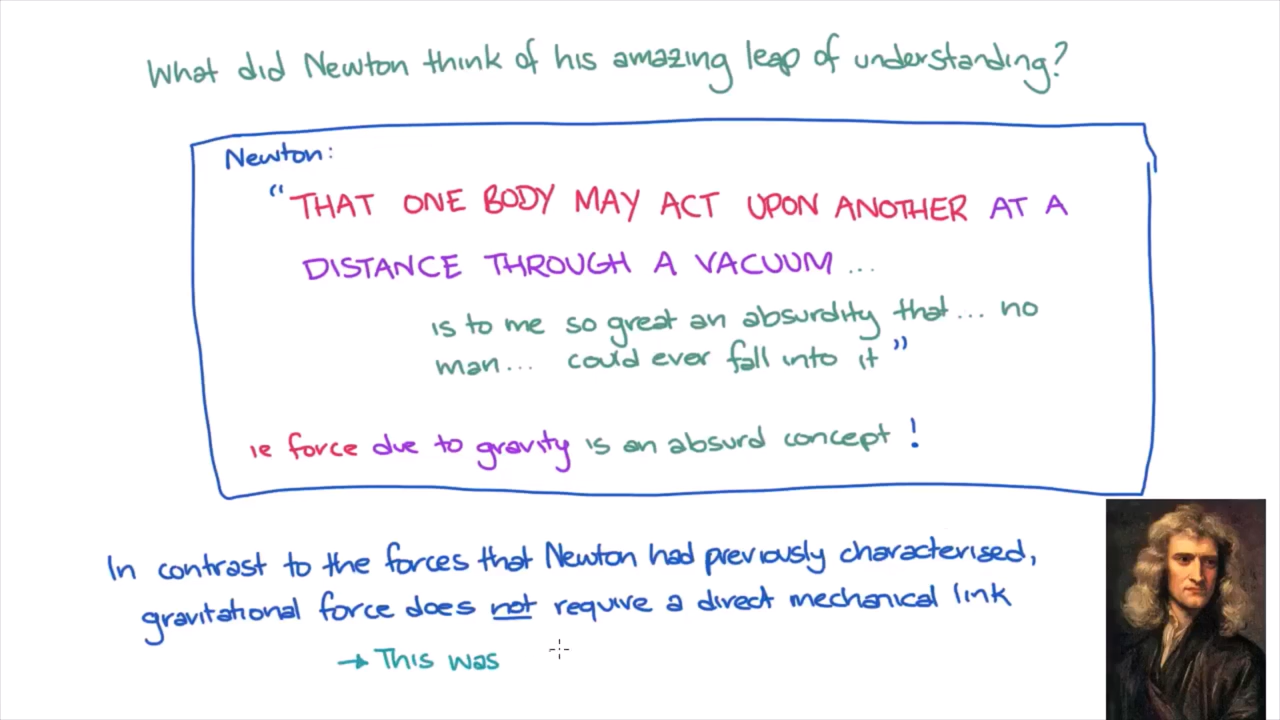 What did Newton think of his amazing leap of understanding?
Newton:
"THAT ONE BODY MAY ACT UPON ANOTHER AT A
DISTANCE THROUGH A VACUUM ...
is to me so great an absurdity that... no
man... could ever fall into it"
ie force due to gravity is an absurd concept!
In contrast to the forces that Newton had previously characterised,
gravitational force does not require a direct mechanical link
→ This was